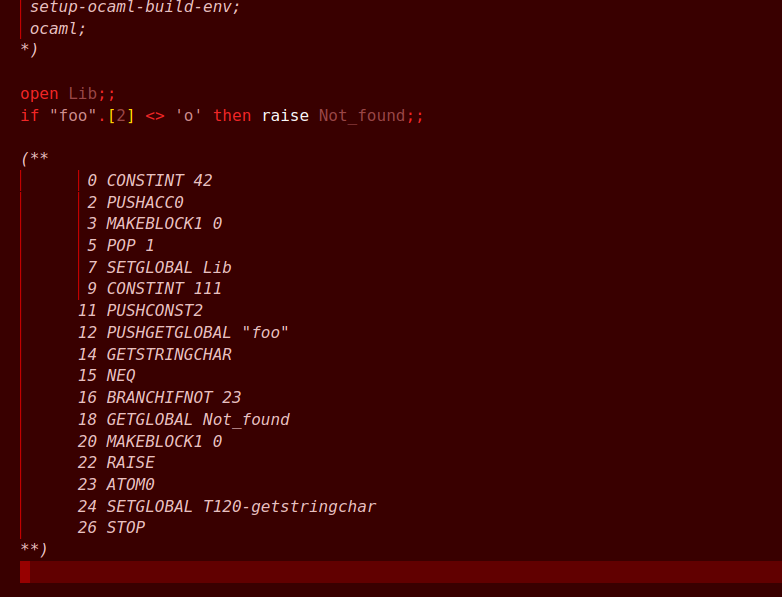 setup-ocaml-build-env;
ocaml;
*)
open Lib;;
if "foo".[2] <> 'o' then raise Not_found;;
(**
0 CONSTINT 42
2 PUSHACC0
3 MAKEBLOCK1 0
5 POP 1
7 SETGLOBAL Lib
9 CONSTINT 111
11 PUSHCONST2
12 PUSHGETGLOBAL "foo"
14 GETSTRINGCHAR
15 NEQ
16 BRANCHIFNOT 23
18 GETGLOBAL Not_found
20 MAKEBLOCK1 0
22 RAISE
23 ATOM0
24 SETGLOBAL T120-getstringchar
26 STOP
**)